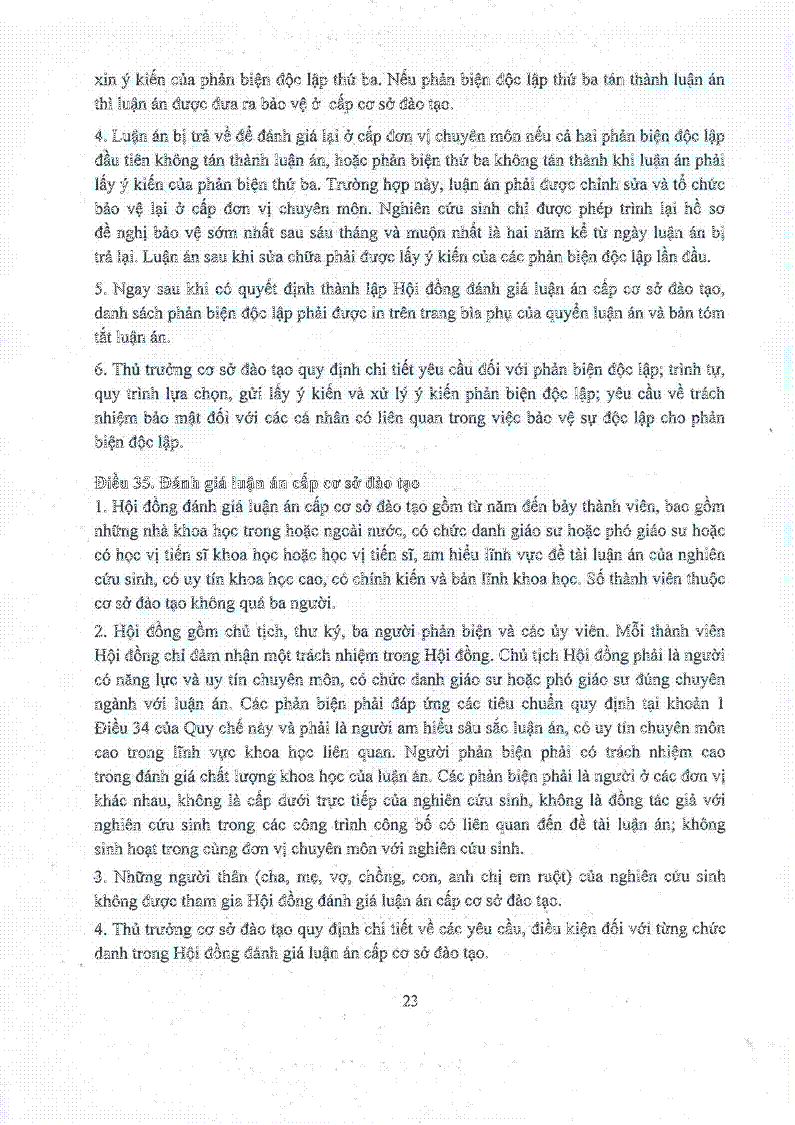 xin ý kiến của phản biện độc lập thứ ba. Nếu phản biện độc lập thứ ba tán thành luận án
thì luận án được đưa ra bảo vệ ở cấp cơ sở đào tạo.
4. Luận án bị trả về để đánh giá lại ở cấp đơn vị chuyên môn nếu cả hai phản biện độc lập
đầu tiên không tán thành luận án, hoặc phản biện thứ ba không tán thành khi luận án phải
lấy ý kiến của phản biện thứ ba. Trường hợp này, luận án phải được chỉnh sửa và tổ chức
bảo vệ lại ở cấp đơn vị chuyên môn. Nghiên cứu sinh chỉ được phép trình lại hồ sơ
đề nghị bảo vệ sớm nhất sau sáu tháng và muộn nhất là hai năm kể từ ngày luận án bị
trả lại. Luận án sau khi sửa chữa phải được lấy ý kiến của các phản biện độc lập lần đầu.
5. Ngay sau khi có quyết định thành lập Hội đồng đánh giá luận án cấp cơ sở đào tạo,
danh sách phản biện độc lập phải được in trên trang bìa phụ của quyển luận án và bản tóm
tắt luận án.
6. Thủ trưởng cơ sở đào tạo quy định chi tiết yêu cầu đối với phản biện độc lập; trình tự,
quy trình lựa chọn, gửi lấy ý kiến và xử lý ý kiến phản biện độc lập; yêu cầu về trách
nhiệm bảo mật đối với các cá nhân có liên quan trong việc bảo vệ sự độc lập cho phản
biện độc lập.
Điều 35. Đánh giá luận án cấp cơ sở đào tạo
1. Hội đồng đánh giá luận án cấp cơ sở đào tạo gồm từ năm đến bảy thành viên, bao gồm
những nhà khoa học trong hoặc ngoài nước, có chức danh giáo sư hoặc phó giáo sư hoặc
có học vị tiến sĩ khoa học hoặc học vị tiến sĩ, am hiểu lĩnh vực đề tài luận án của nghiên
cứu sinh, có uy tín khoa học cao, có chính kiến và bản lĩnh khoa học. Số thành viên thuộc
cơ sở đào tạo không quá ba người.
2. Hội đồng gồm chủ tịch, thư ký, ba người phản biện và các ủy viên. Mỗi thành viên
Hội đồng chỉ đảm nhận một trách nhiệm trong Hội đồng. Chủ tịch Hội đồng phải là người
có năng lực và uy tín chuyên môn, có chức danh giáo sư hoặc phó giáo sư đúng chuyên
ngành với luận án. Các phản biện phải đáp ứng các tiêu chuẩn quy định tại khoản 1
Điều 34 của Quy chế này và phải là người am hiểu sâu sắc luận án, có uy tín chuyên môn
cao trong lĩnh vực khoa học liên quan. Người phản biện phải có trách nhiệm cao
trong đánh giá chất lượng khoa học của luận án. Các phản biện phải là người ở các đơn vị
khác nhau, không là cấp dưới trực tiếp của nghiên cứu sinh, không là đồng tác giả với
nghiên cứu sinh trong các công trình công bố có liên quan đến đề tài luận án; không
sinh hoạt trong cùng đơn vị chuyên môn với nghiên cứu sinh.
3. Những người thân (cha, mẹ, vợ, chồng, con, anh chị em ruột) của nghiên cứu sinh
không được tham gia Hội đồng đánh giá luận án cấp cơ sở đào tạo.
4. Thủ trưởng cơ sở đào tạo quy định chi tiết về các yêu cầu, điều kiện đối với từng chức
danh trong Hội đồng đánh giá luận án cấp cơ sở đào tạo.
23